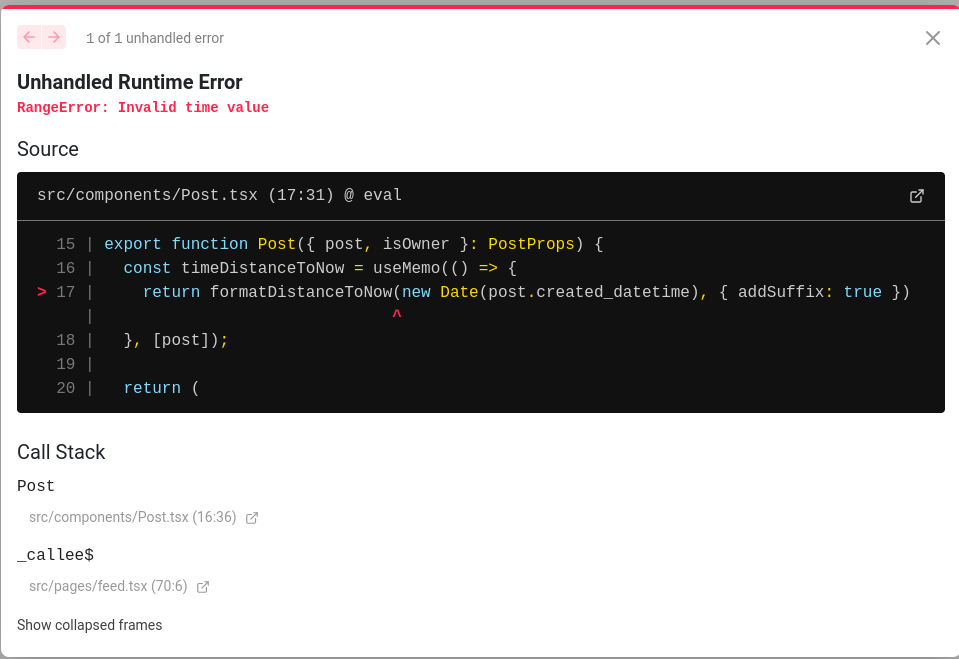 1 of 1 unhandled error
Unhandled Runtime Error
RangeError: Invalid time value
Source
src/components/Post.tsx (17:31) @ eval
15 | export function Post({ post, isOwner }: PostProps) {
16 |   const timeDistanceToNow = useMemo(() => {
> 17 |     return formatDistanceToNow(new Date(post.created_datetime), { addSuffix: true })
|                               ^
18 |   }, [post]);
19 |
20 |   return (
Call Stack
Post
src/components/Post.tsx (16:36)
_callee$
src/pages/feed.tsx (70:6)
Show collapsed frames